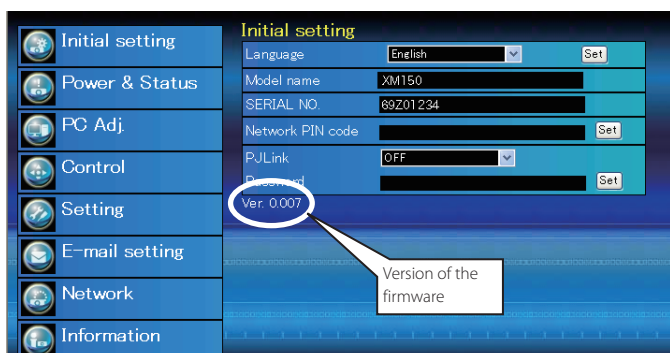 Initial setting
Power & Status
PC Adj.
Control
Setting
E-mail setting
Network
Information
Initial setting
Language English Set
Model name XM150
SERIAL NO. 69Z01234
Network PIN code Set
PJLink OFF
Password Set
Ver. 0.007
Version of the
firmware